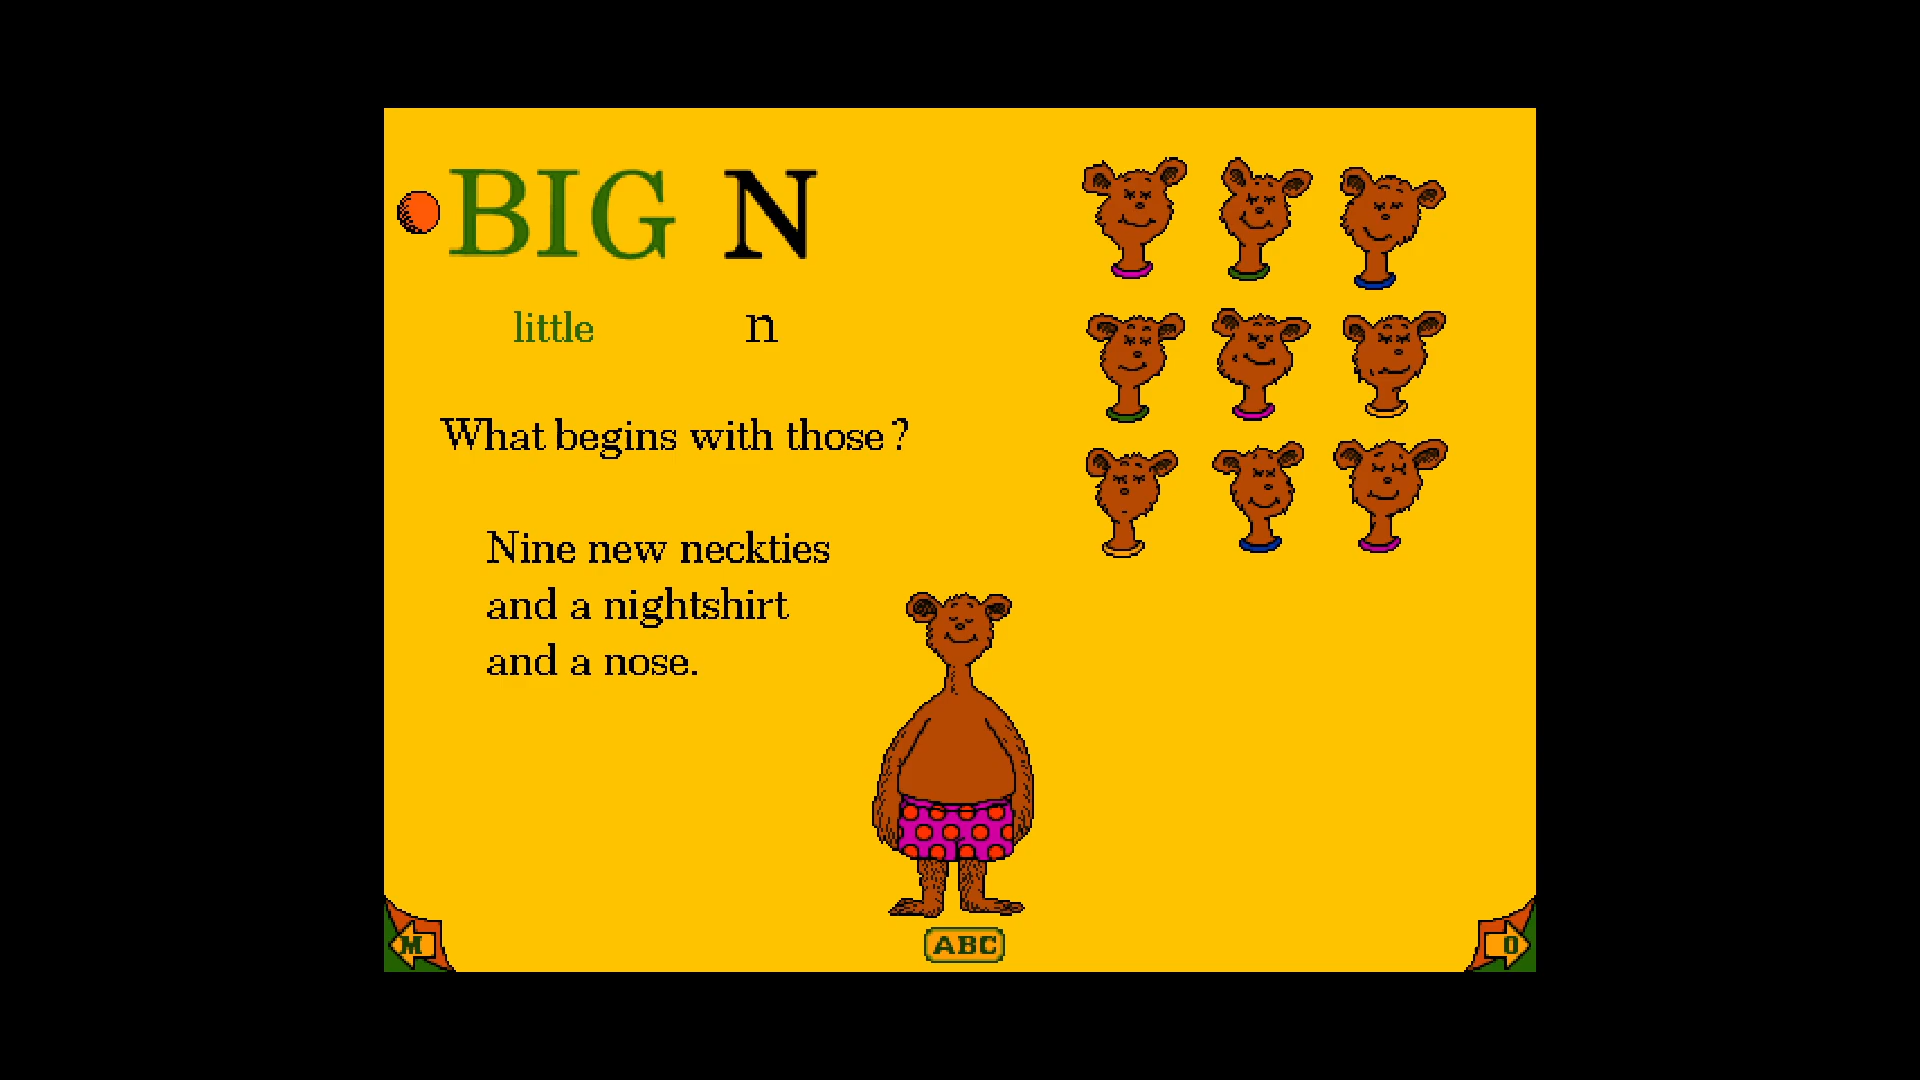 BIG N
little n
What begins with those?
Nine new neckties
and a nightshirt
and a nose.
M
ABC
O